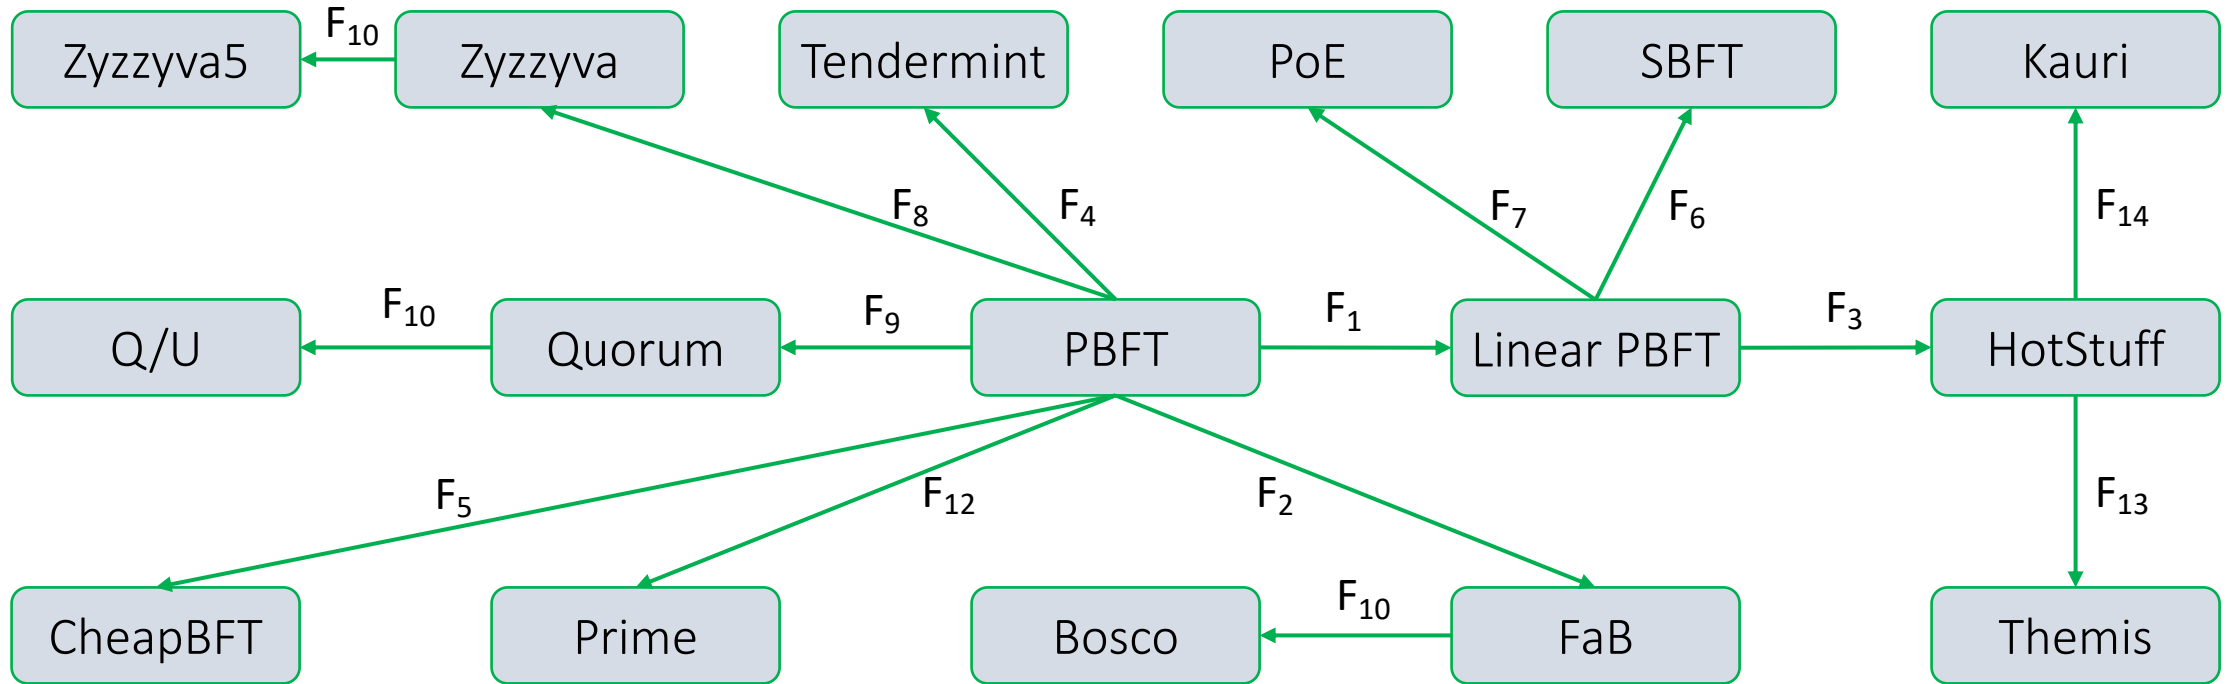 F₁₀
Zyzzyva5
Zyzzyva
Tendermint
PoE
SBFT
Kauri
F₈
F₄
F₇
F₆
F₁₄
F₁₀
F₉
F₁
F₃
Q/U
Quorum
PBFT
Linear PBFT
HotStuff
F₅
F₁₂
F₂
F₁₃
F₁₀
CheapBFT
Prime
Bosco
FaB
Themis